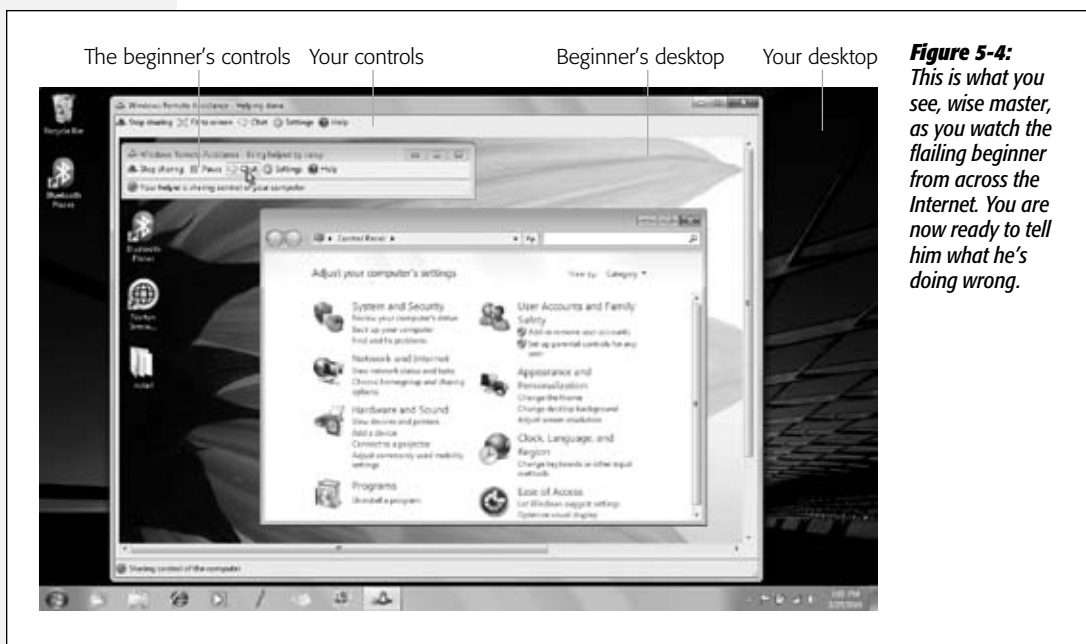 The beginner's controls Your controls Beginner's desktop Your desktop
Figure 5-4:
This is what you
see, wise master,
as you watch the
flailing beginner
from across the
Internet. You are
now ready to tell
him what he's
doing wrong.
Recycle Bin
Windows Remote Assistance - Helping
Stop sharing Fit to screen Chat Settings Help
Bluetooth
Places
Windows Remote Assistance - Being helped by
Stop sharing Pause Chat Settings Help
Your helper is sharing control of your computer
Bluetooth
Places
Install
Control Panel
Adjust your computer's settings
View by: Category
System and Security
Review your computer's status
Back up your computer
Find and fix problems
Network and Internet
View network status and tasks
Choose homegroup and sharing
options
Hardware and Sound
View devices and printers
Add a device
Connect to a projector
Adjust commonly used mobility
settings
Programs
Uninstall a program
User Accounts and Family
Safety
Add or remove user accounts
Set up parental controls for any
user
Appearance and
Personalization
Change the theme
Change desktop background
Adjust screen resolution
Clock, Language, and
Region
Change keyboards or other input
methods
Ease of Access
Let Windows suggest settings
Optimize visual display
Sharing control of the computer